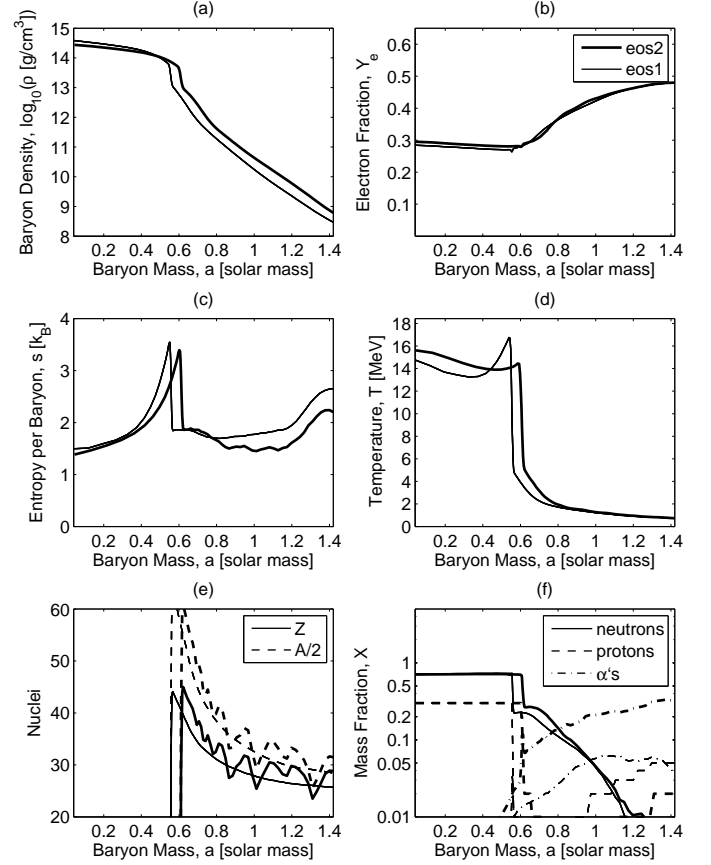 (a)
15
14
13
12
11
10
9
8
0.2 0.4 0.6 0.8 1 1.2 1.4
Baryon Mass, a [solar mass]
Baryon Density, log10(ρ [g/cm3])
(b)
0.6
0.5
0.4
0.3
0.2
0.1
0.2 0.4 0.6 0.8 1 1.2 1.4
Baryon Mass, a [solar mass]
Electron Fraction, Ye
eos2
eos1
(c)
4
3
2
1
0
0.2 0.4 0.6 0.8 1 1.2 1.4
Baryon Mass, a [solar mass]
Entropy per Baryon, s [kB]
(d)
18
16
14
12
10
8
6
4
2
0
0.2 0.4 0.6 0.8 1 1.2 1.4
Baryon Mass, a [solar mass]
Temperature, T [MeV]
(e)
60
50
40
30
20
0.2 0.4 0.6 0.8 1 1.2 1.4
Baryon Mass, a [solar mass]
Nuclei
Z
A/2
(f)
1
0.5
0.1
0.05
0.01
0.2 0.4 0.6 0.8 1 1.2 1.4
Baryon Mass, a [solar mass]
Mass Fraction, X
neutrons
protons
α‘s